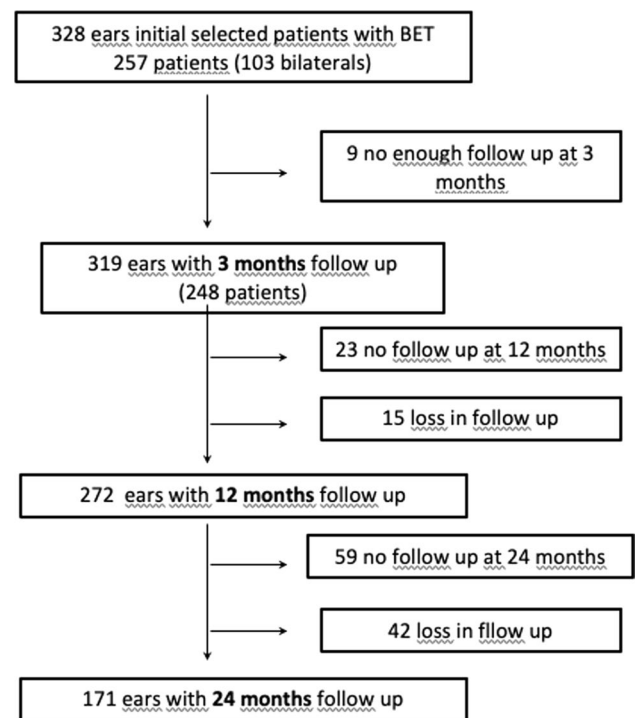 328 ears initial selected patients with BET
257 patients (103 bilaterals)
9 no enough follow up at 3
months
319 ears with 3 months follow up
(248 patients)
23 no follow up at 12 months
15 loss in follow up
272 ears with 12 months follow up
59 no follow up at 24 months
42 loss in fllow up
171 ears with 24 months follow up